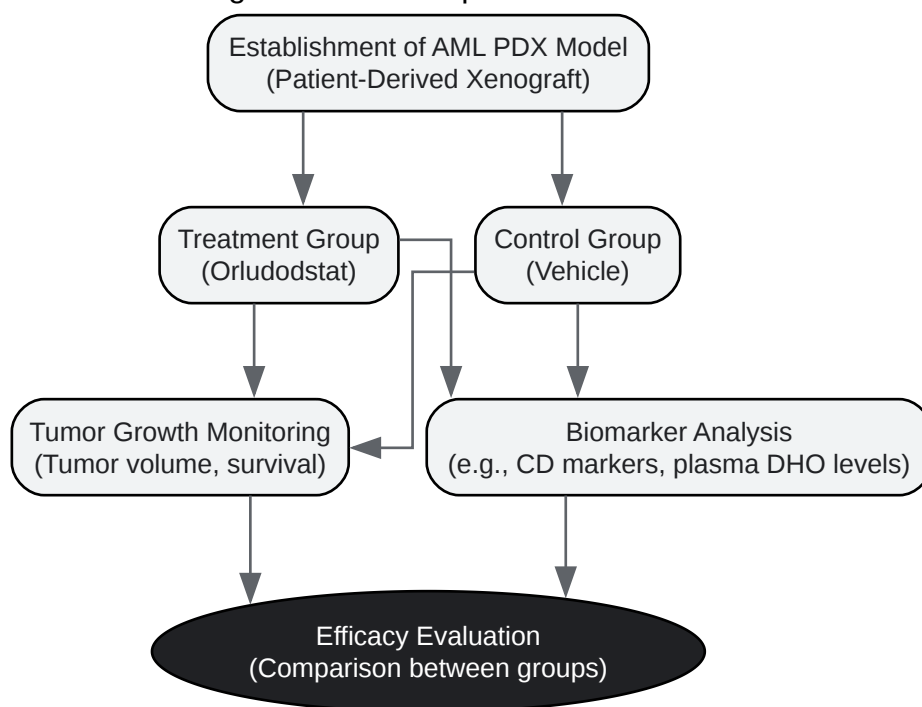 Establishment of AML PDX Model
(Patient-Derived Xenograft)
Treatment Group
(Orludodstat)
Control Group
(Vehicle)
Tumor Growth Monitoring
(Tumor volume, survival)
Biomarker Analysis
(e.g., CD markers, plasma DHO levels)
Efficacy Evaluation
(Comparison between groups)